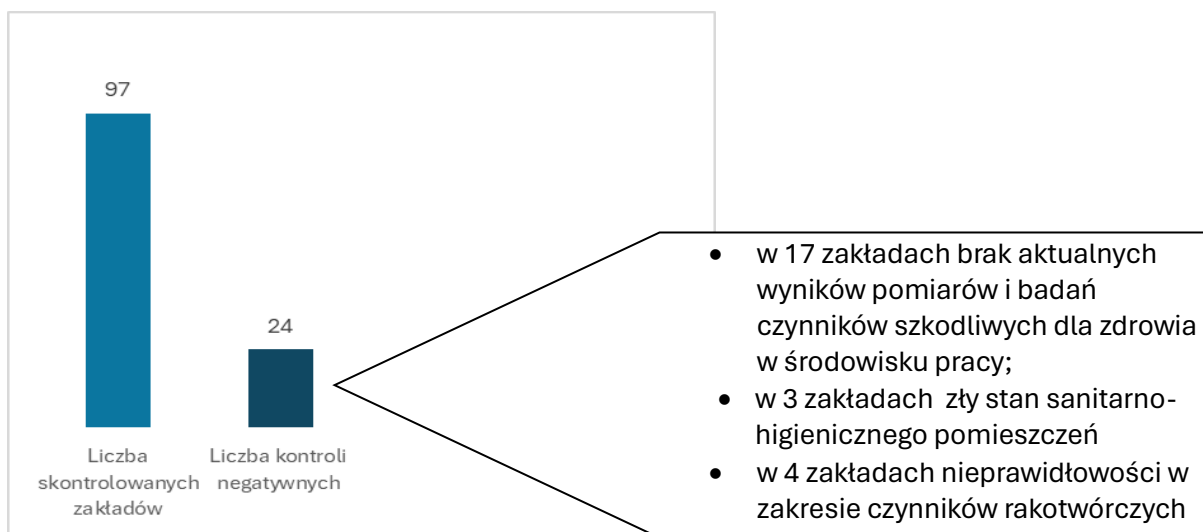 97
24
Liczba
skontrolowanych
zakładów
Liczba kontroli
negatywnych
• w 17 zakładach brak aktualnych
wyników pomiarów i badań
czynników szkodliwych dla zdrowia
w środowisku pracy;
• w 3 zakładach zły stan sanitarno-
higienicznego pomieszczeń
• w 4 zakładach nieprawidłowości w
zakresie czynników rakotwórczych